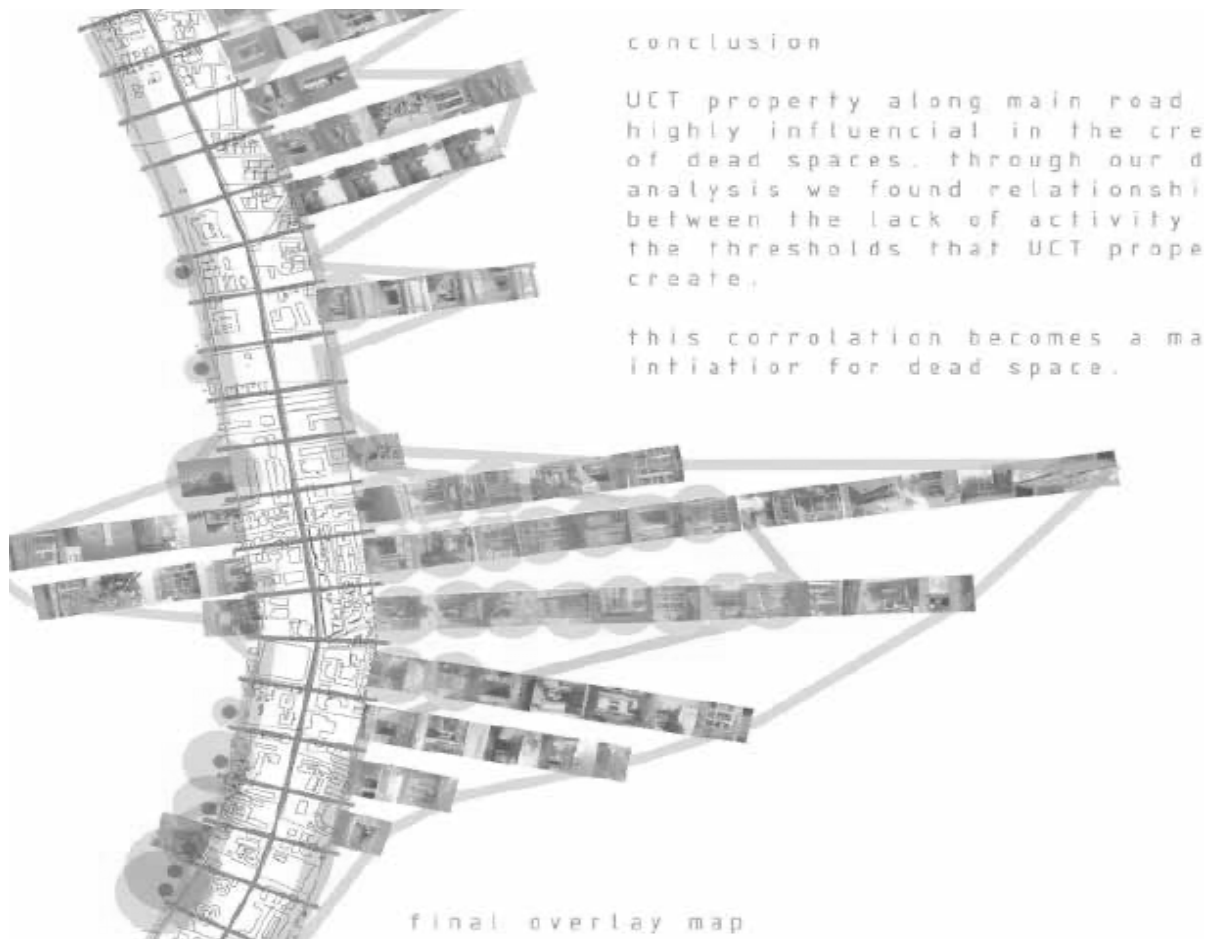 conclusion
UCT property along main road
highly influencial in the cre
of dead spaces. through our d
analysis we found relationshi
between the lack of activity
the thresholds that UCT prope
create.
this corrolation becomes a ma
intiatior for dead space.
final overlay map